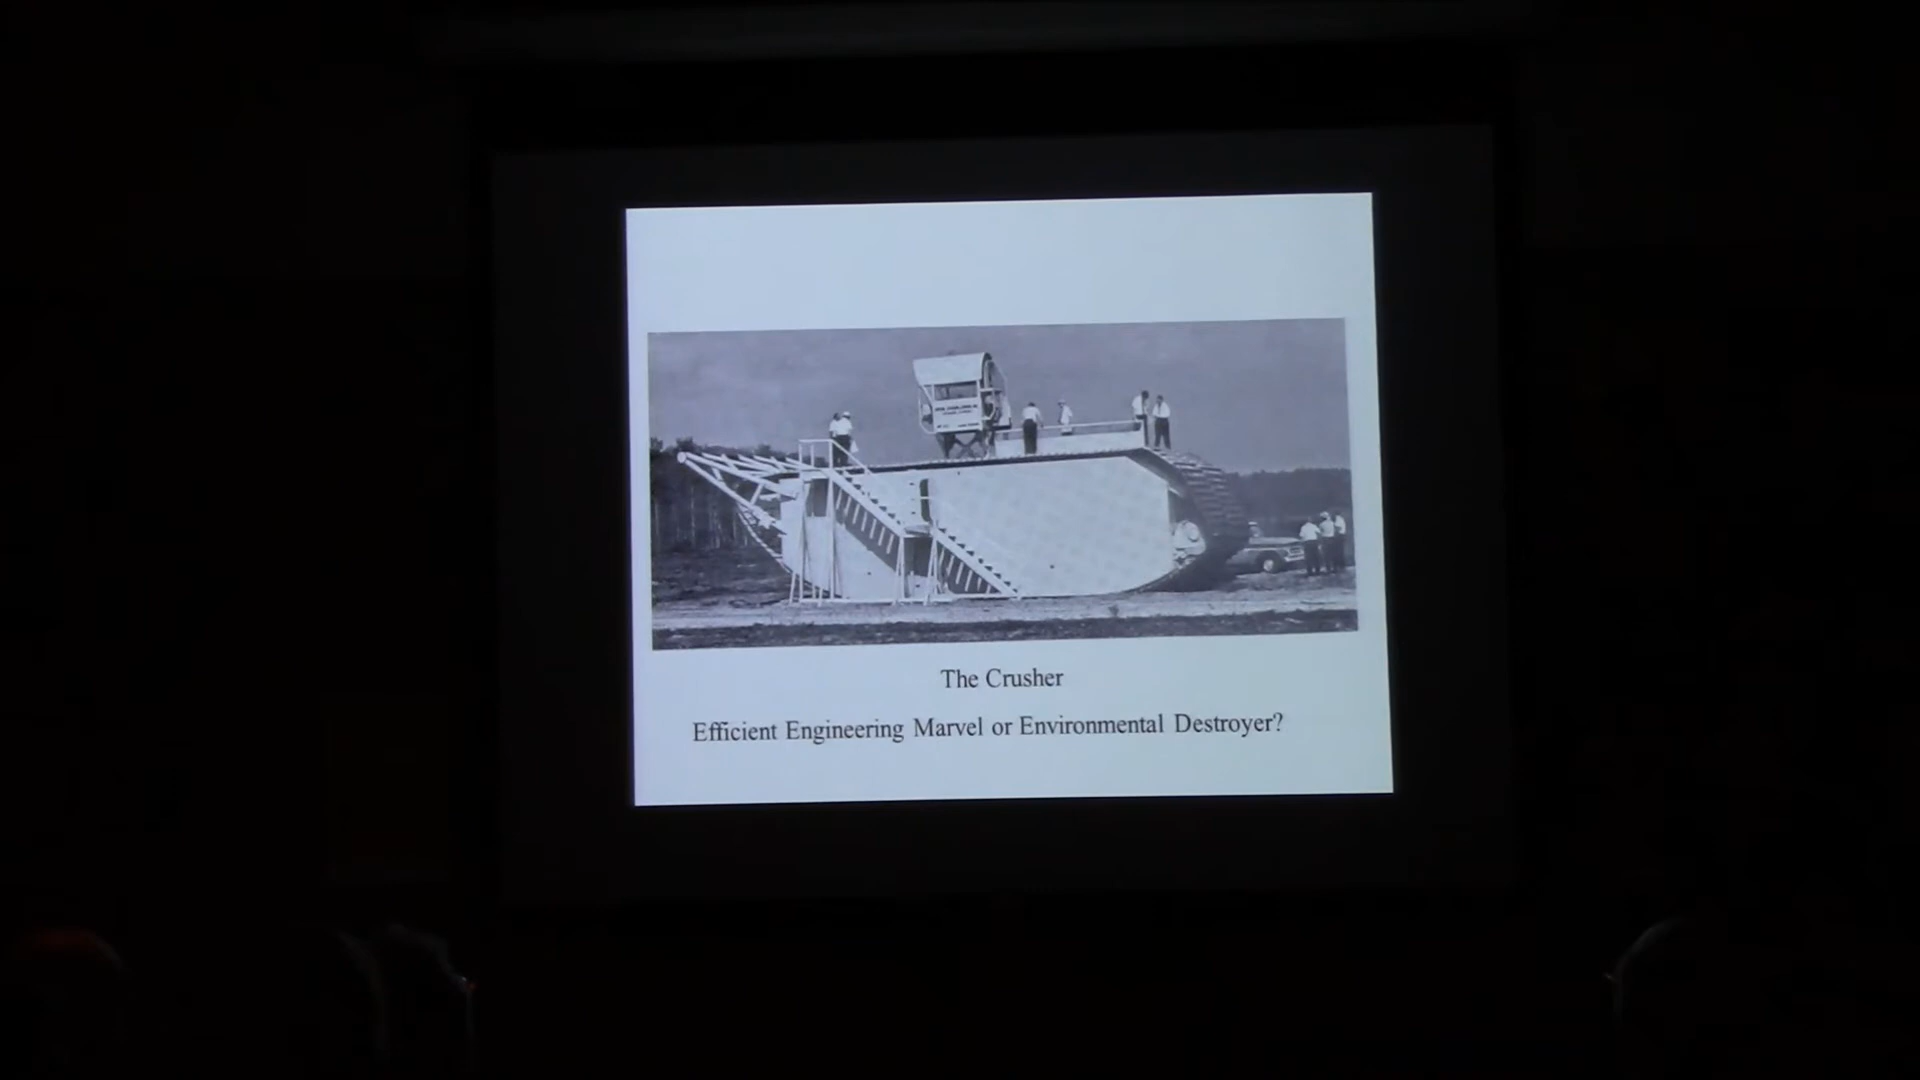 The Crusher
Efficient Engineering Marvel or Environmental Destroyer?